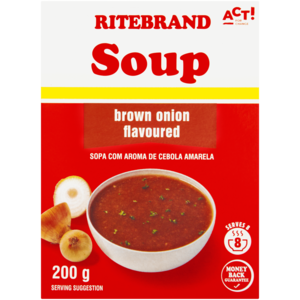 RITEBRAND
ACT!
Soup
brown onion
flavoured
SOPA COM AROMA DE CEBOLA AMARELA
SERVES 8
8
MONEY BACK
GUARANTEE
200 g
SERVING SUGGESTION